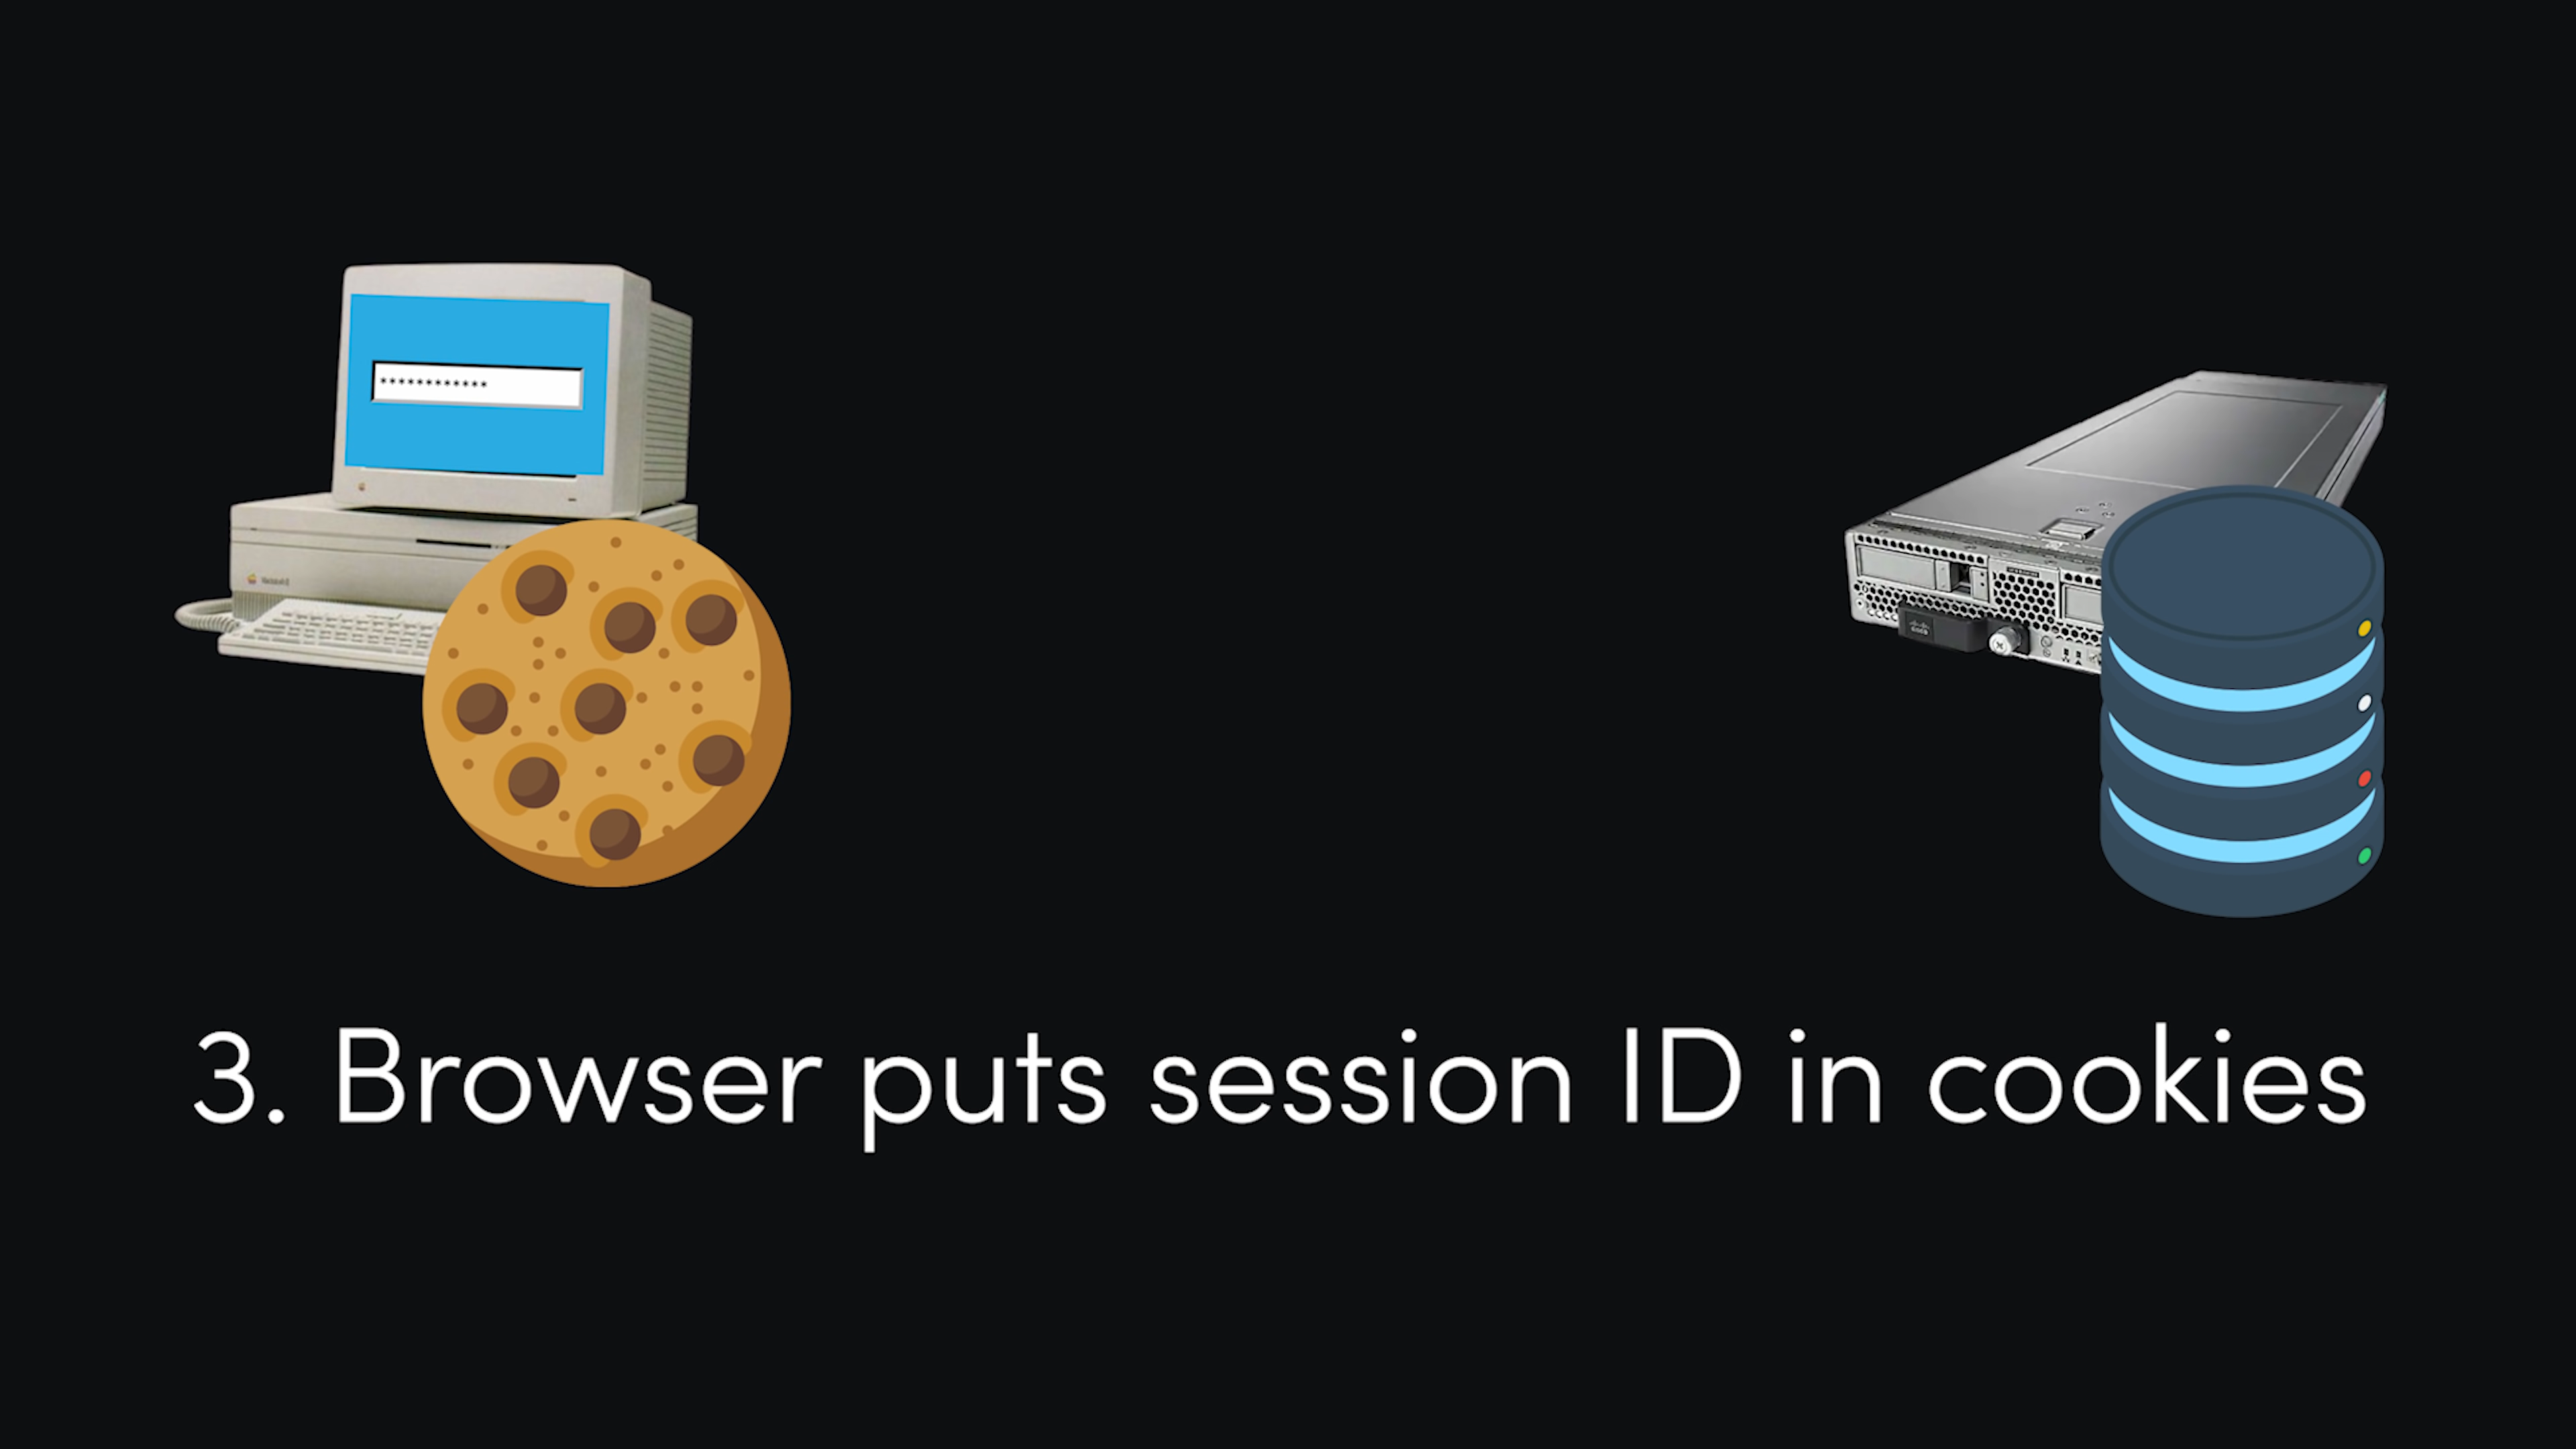 ************
3. Browser puts session ID in cookies